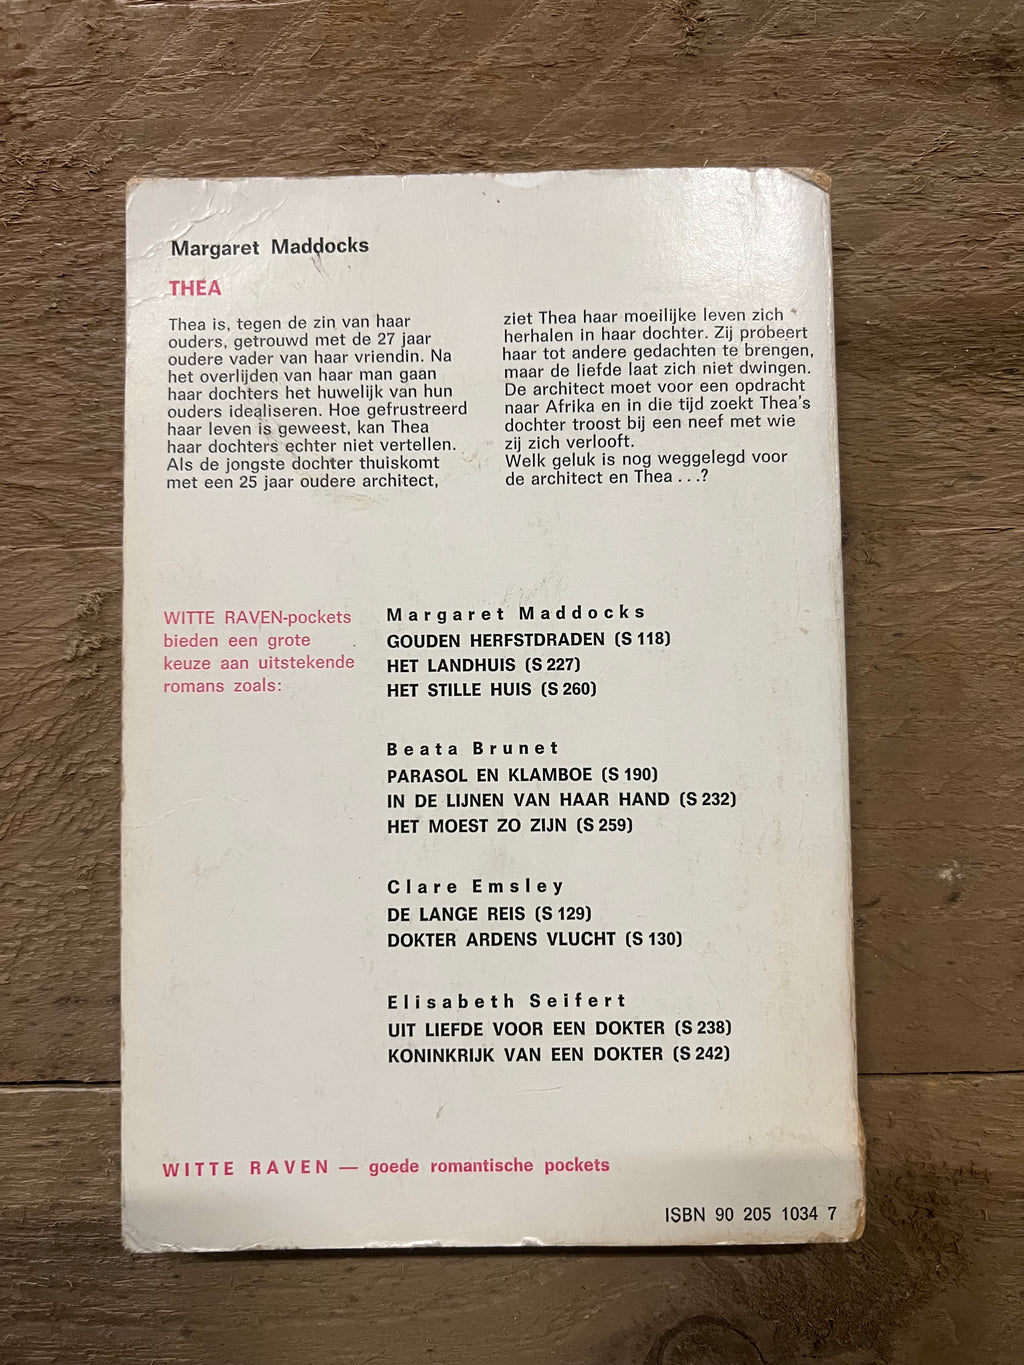 Margaret Maddocks
THÉA
Thea is, tegen de zin van haar
ouders, getrouwd met de 27 jaar
oudere vader van haar vriendin. Na
het overlijden van haar man gaan
haar dochters het huwelijk van hun
ouders idealiseren. Hoe gefrustreerd
haar leven is geweest, kan Thea
haar dochters echter niet vertellen.
Als de jongste dochter thuiskomt
met een 25 jaar oudere architect,
ziet Thea haar moeilijke leven zich
herhalen in haar dochter. Zij probeert
haar tot andere gedachten te brengen,
maar de liefde laat zich niet dwingen.
De architect moet voor een opdracht
naar Afrika en in die tijd zoekt Thea's
dochter troost bij een neef met wie
zij zich verlooft.
Welk geluk is nog weggelegd voor
de architect en Thea . . .?
WITTE RAVEN-pockets
bieden een grote
keuze aan uitstekende
romans zoals:
Margaret Maddocks
GOUDEN HERFSTDRADEN (S 118)
HET LANDHUIS (S 227)
HET STILLE HUIS (S 260)
Beata Brunet
PARASOL EN KLAMBOE (S 190)
IN DE LIJNEN VAN HAAR HAND (S 232)
HET MOEST ZO ZIJN (S 259)
Clare Emsley
DE LANGE REIS (S 129)
DOKTER ARDENS VLUCHT (S 130)
Elisabeth Seifert
UIT LIEFDE VOOR EEN DOKTER (S 238)
KONINKRIJK VAN EEN DOKTER (S 242)
WITTE RAVEN — goede romantische pockets
ISBN 90 205 1034 7